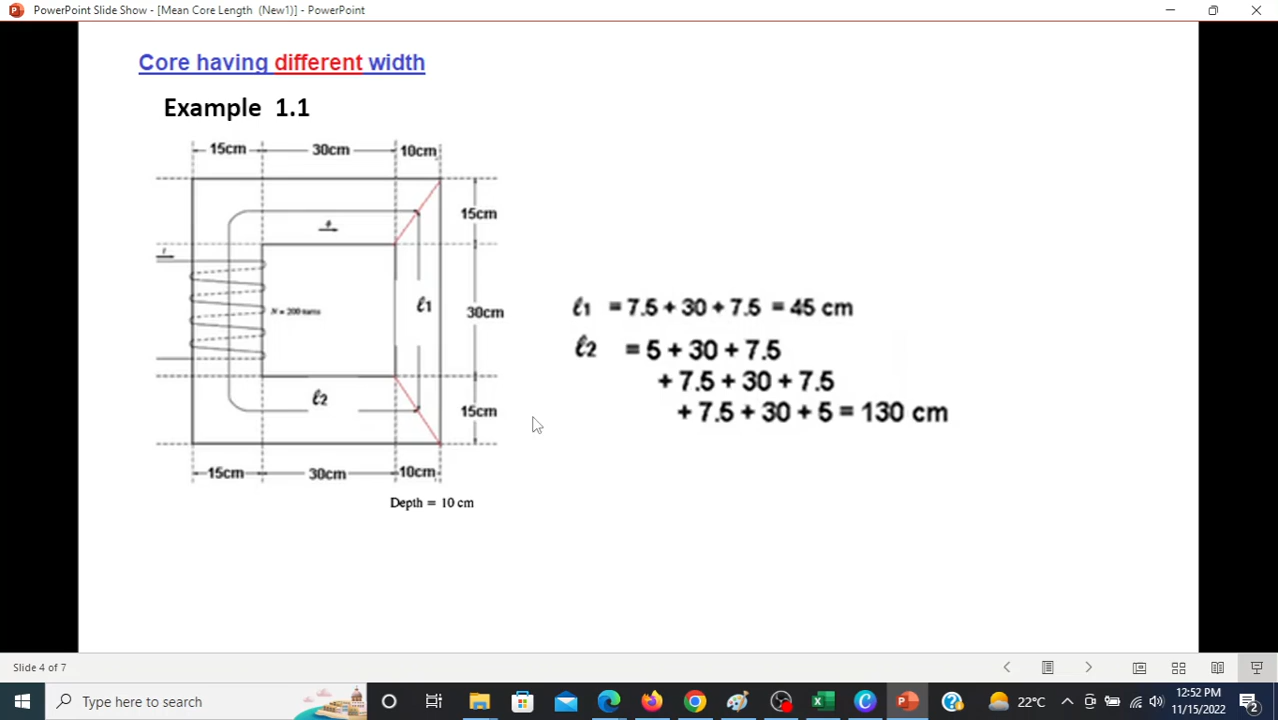 PowerPoint Slide Show - [Mean Core Length (New1)] - PowerPoint
Core having different width
Example 1.1
15cm 30cm 10cm
15cm
ϕ
i
N = 200 turns
ℓ1
30cm
ℓ2
15cm
15cm 30cm 10cm
Depth = 10 cm
ℓ1 = 7.5 + 30 + 7.5 = 45 cm
ℓ2 = 5 + 30 + 7.5
+ 7.5 + 30 + 7.5
+ 7.5 + 30 + 5 = 130 cm
Slide 4 of 7
Type here to search
22°C
12:52 PM
11/15/2022
2